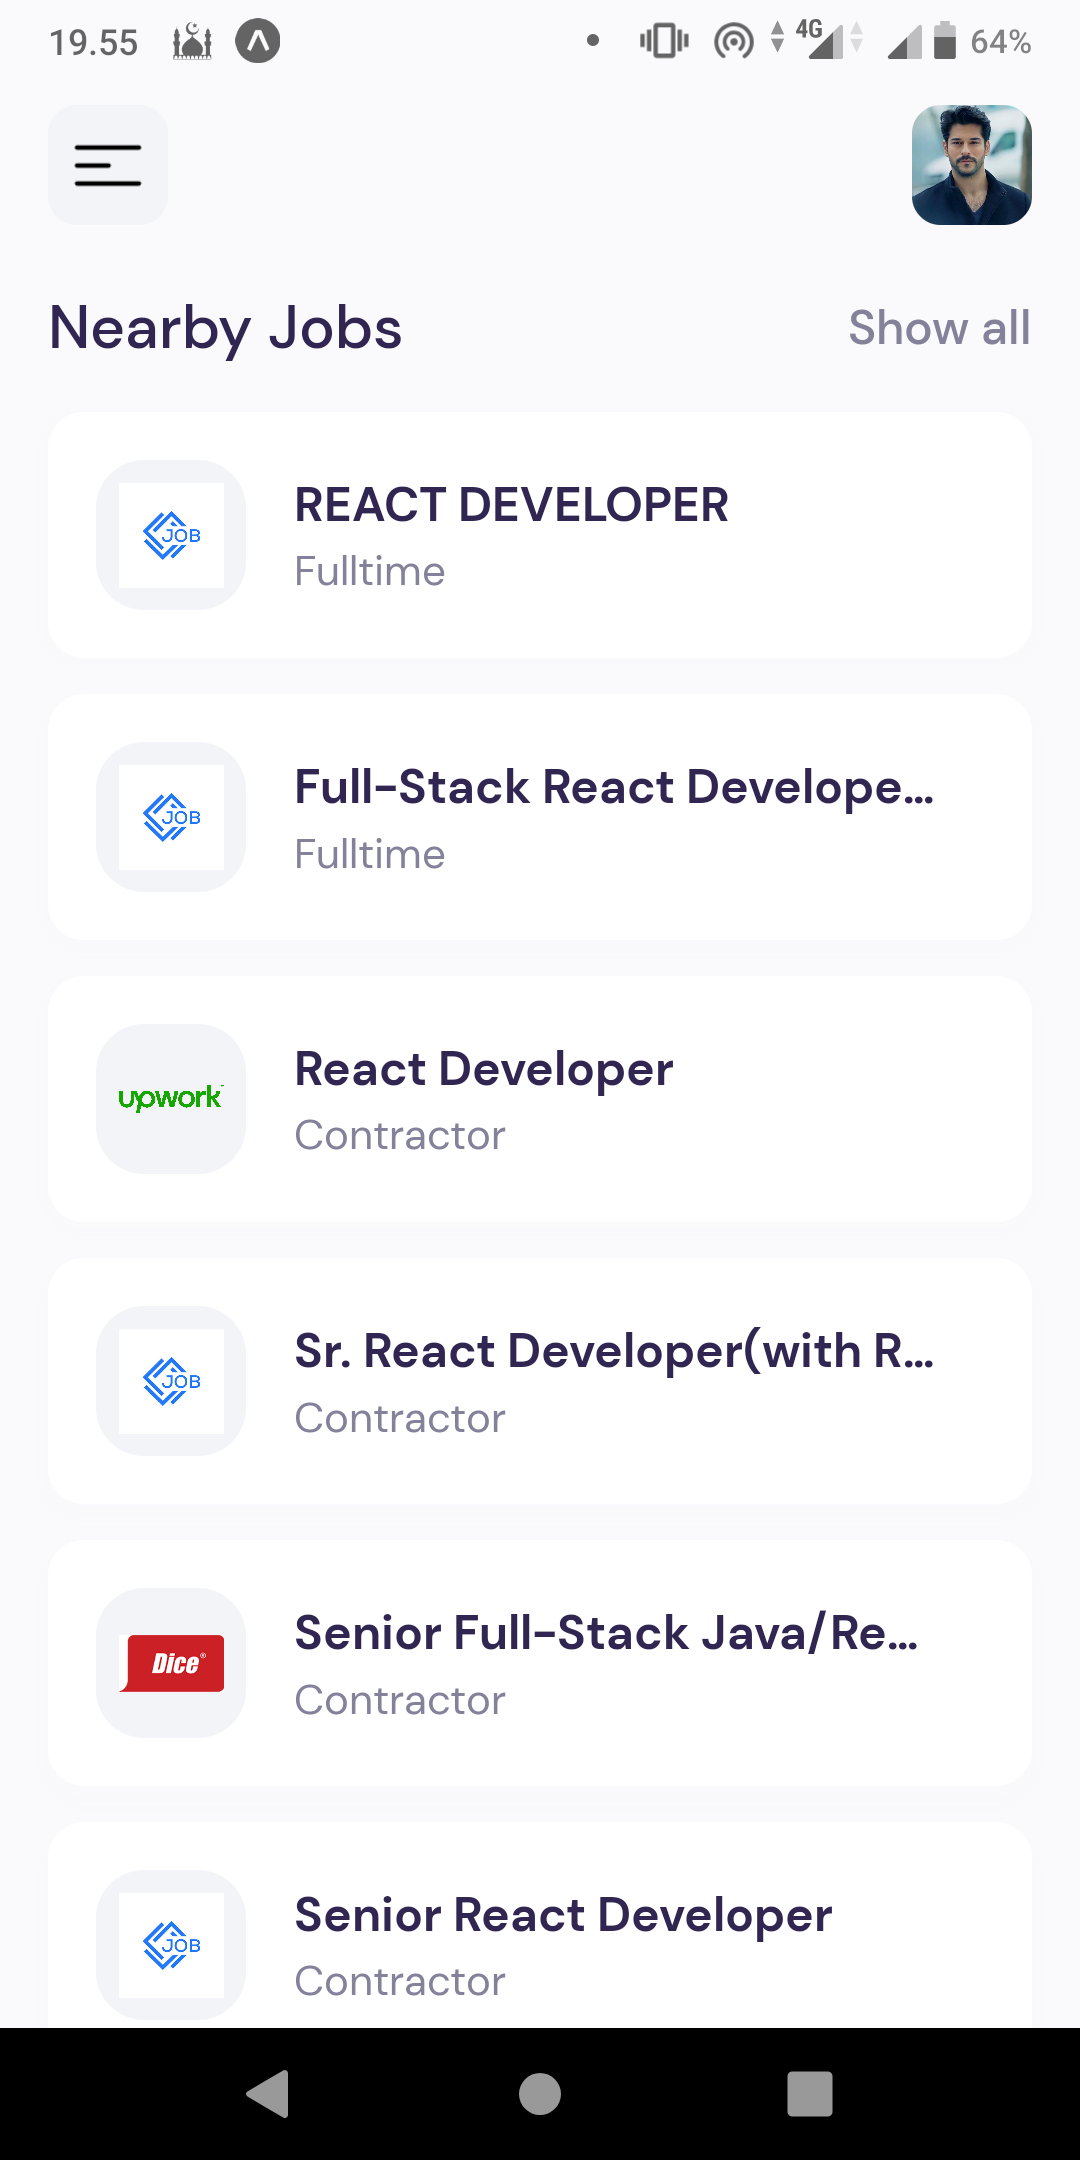 19.55
4G
64%
Nearby Jobs
Show all
JOB
REACT DEVELOPER
Fulltime
JOB
Full-Stack React Develope...
Fulltime
upwork
React Developer
Contractor
JOB
Sr. React Developer(with R...
Contractor
Dice®
Senior Full-Stack Java/Re...
Contractor
JOB
Senior React Developer
Contractor